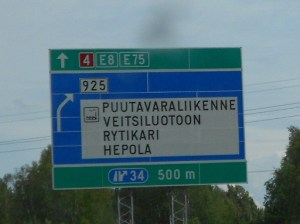 4 E8 E75
925
PUUTAVARALIIKENNE
VEITSILUOTOON
RYTIKARI
HEPOLA
34 500 m